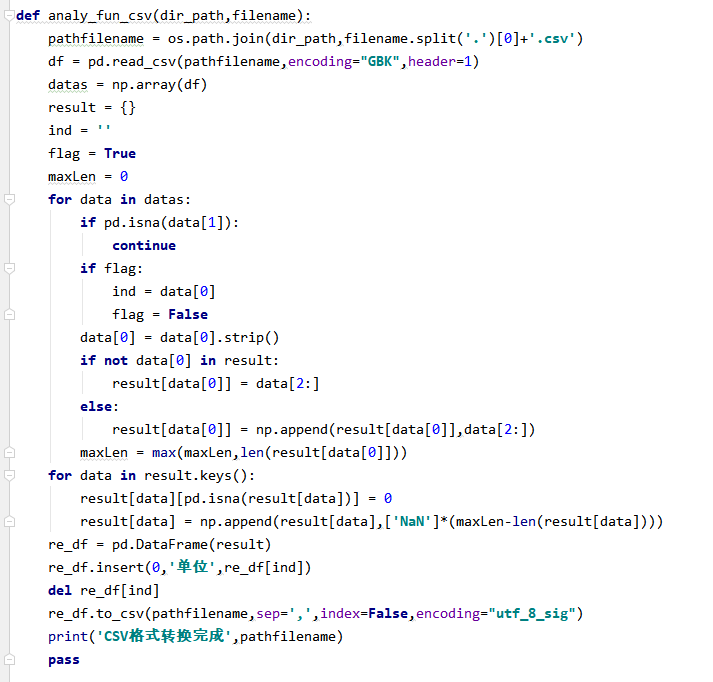 def analy_fun_csv(dir_path,filename):
    pathfilename = os.path.join(dir_path,filename.split('.')[0]+'.csv')
    df = pd.read_csv(pathfilename,encoding="GBK",header=1)
    datas = np.array(df)
    result = {}
    ind = ''
    flag = True
    maxLen = 0
    for data in datas:
        if pd.isna(data[1]):
            continue
        if flag:
            ind = data[0]
            flag = False
        data[0] = data[0].strip()
        if not data[0] in result:
            result[data[0]] = data[2:]
        else:
            result[data[0]] = np.append(result[data[0]],data[2:])
        maxLen = max(maxLen,len(result[data[0]]))
    for data in result.keys():
        result[data][pd.isna(result[data])] = 0
        result[data] = np.append(result[data],['NaN']*(maxLen-len(result[data])))
    re_df = pd.DataFrame(result)
    re_df.insert(0,'单位',re_df[ind])
    del re_df[ind]
    re_df.to_csv(pathfilename,sep=',',index=False,encoding="utf_8_sig")
    print('CSV格式转换完成',pathfilename)
    pass